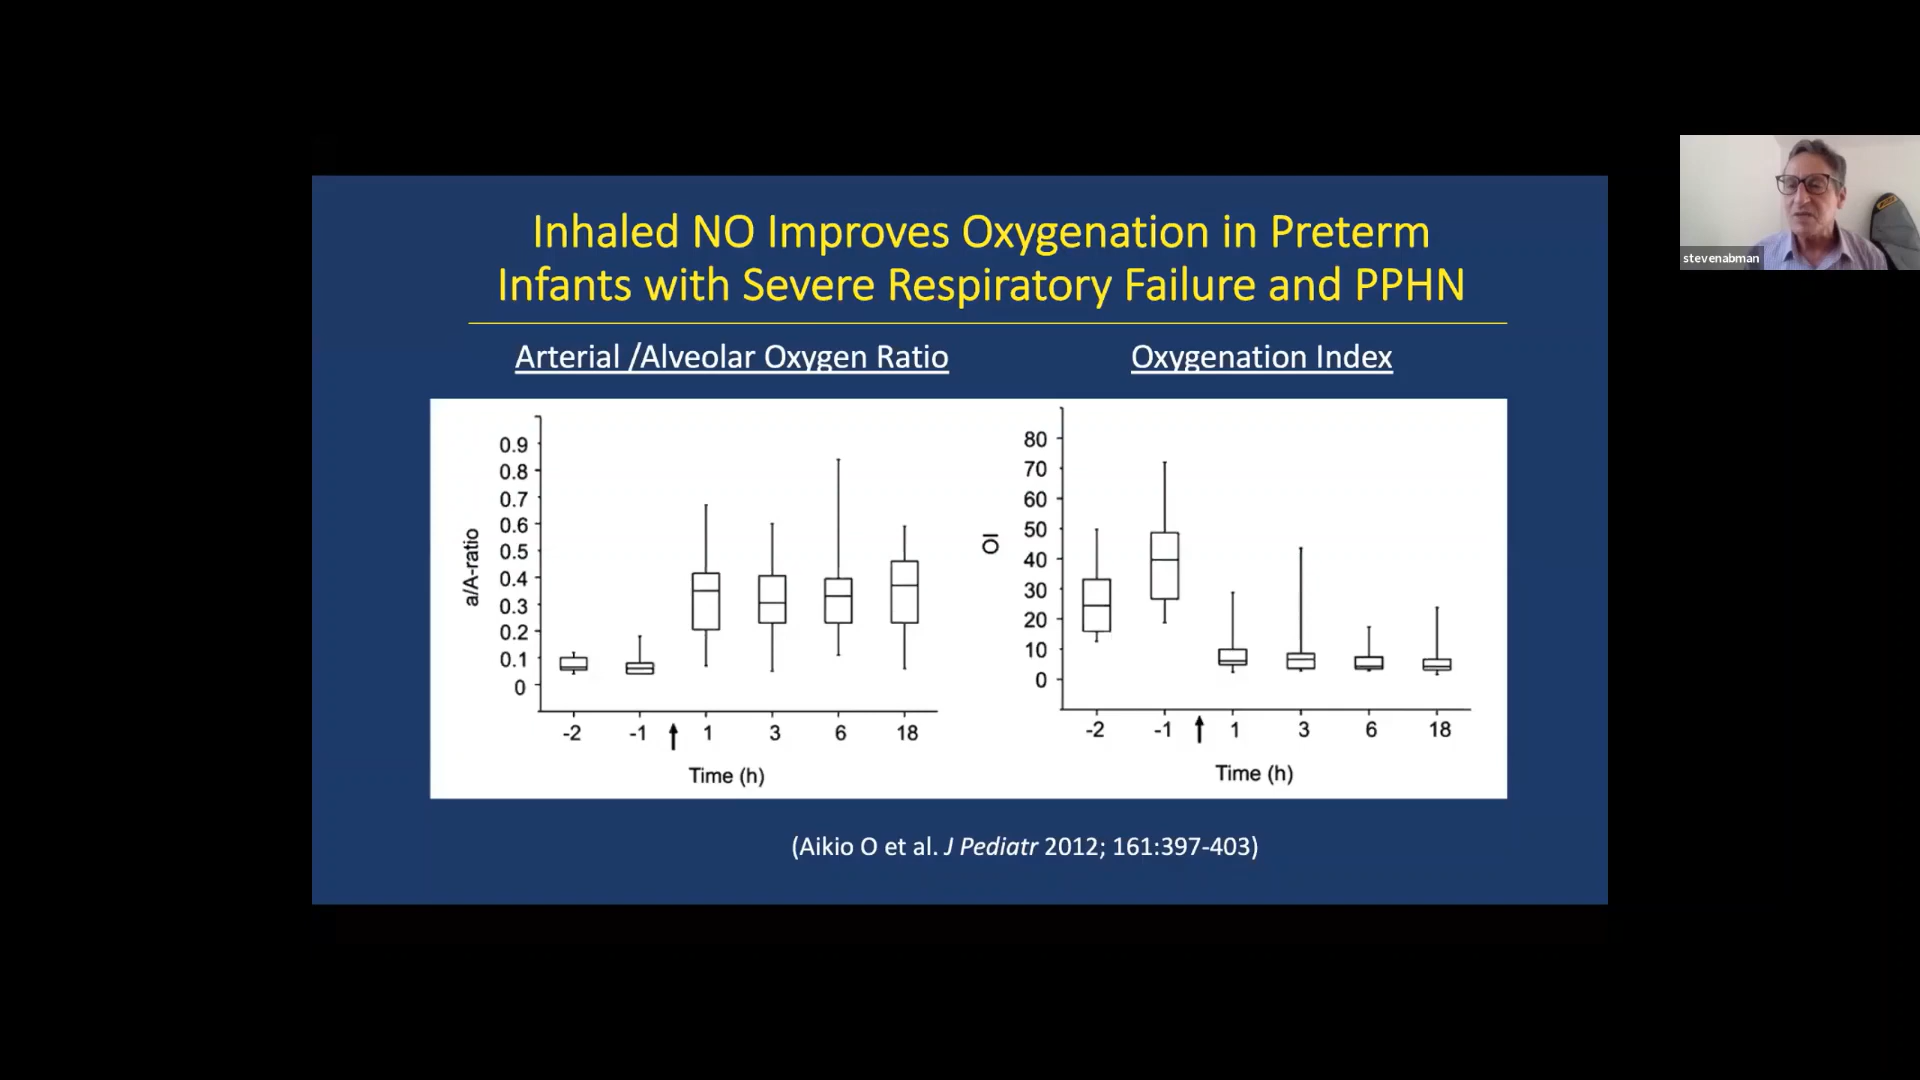 Inhaled NO Improves Oxygenation in Preterm
Infants with Severe Respiratory Failure and PPHN
Arterial /Alveolar Oxygen Ratio
Oxygenation Index
0.9
0.8
0.7
0.6
0.5
0.4
0.3
0.2
0.1
0
a/A-ratio
-2 -1 1 3 6 18
Time (h)
80
70
60
50
40
30
20
10
0
OI
-2 -1 1 3 6 18
Time (h)
(Aikio O et al. J Pediatr 2012; 161:397-403)
stevenabman